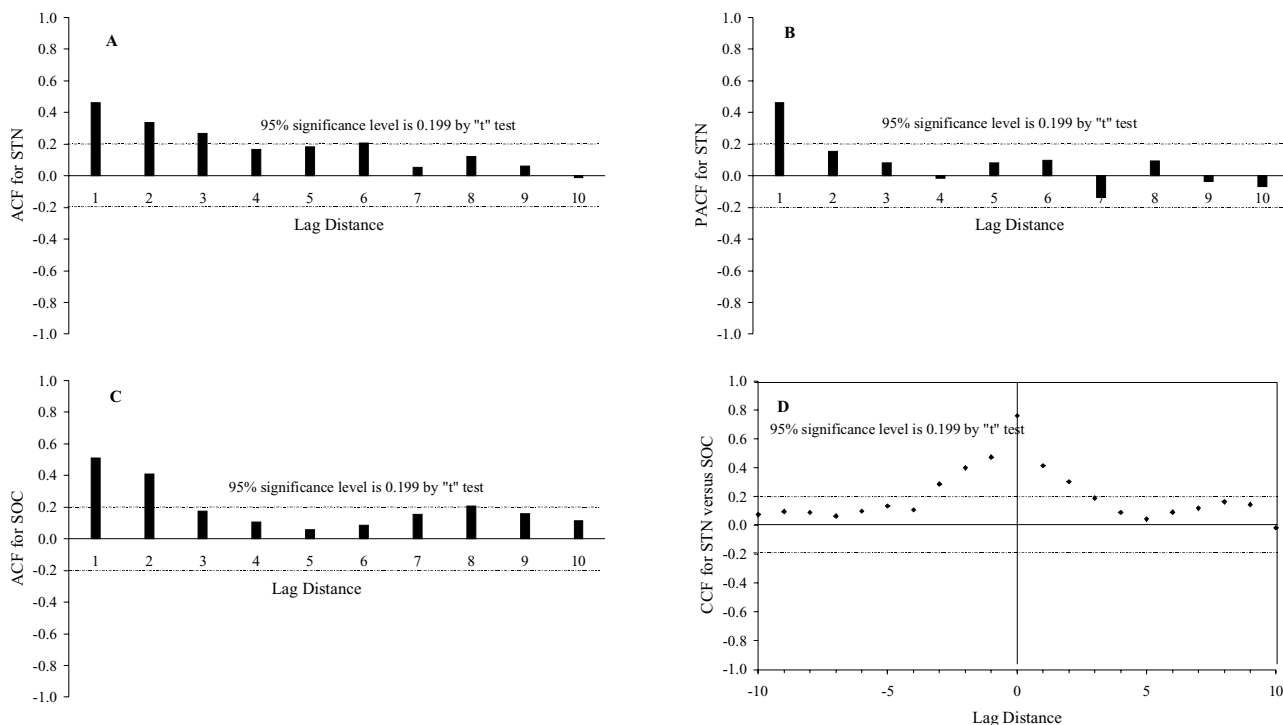 A
1.0
0.8
0.6
0.4
0.2
0.0
-0.2
-0.4
-0.6
-0.8
-1.0
ACF for STN
95% significance level is 0.199 by "t" test
1 2 3 4 5 6 7 8 9 10
Lag Distance
B
1.0
0.8
0.6
0.4
0.2
0.0
-0.2
-0.4
-0.6
-0.8
-1.0
PACF for STN
95% significance level is 0.199 by "t" test
1 2 3 4 5 6 7 8 9 10
Lag Distance
C
1.0
0.8
0.6
0.4
0.2
0.0
-0.2
-0.4
-0.6
-0.8
-1.0
ACF for SOC
95% significance level is 0.199 by "t" test
1 2 3 4 5 6 7 8 9 10
Lag Distance
D
1.0
0.8
0.6
0.4
0.2
0.0
-0.2
-0.4
-0.6
-0.8
-1.0
CCF for STN versus SOC
95% significance level is 0.199 by "t" test
-10 -5 0 5 10
Lag Distance